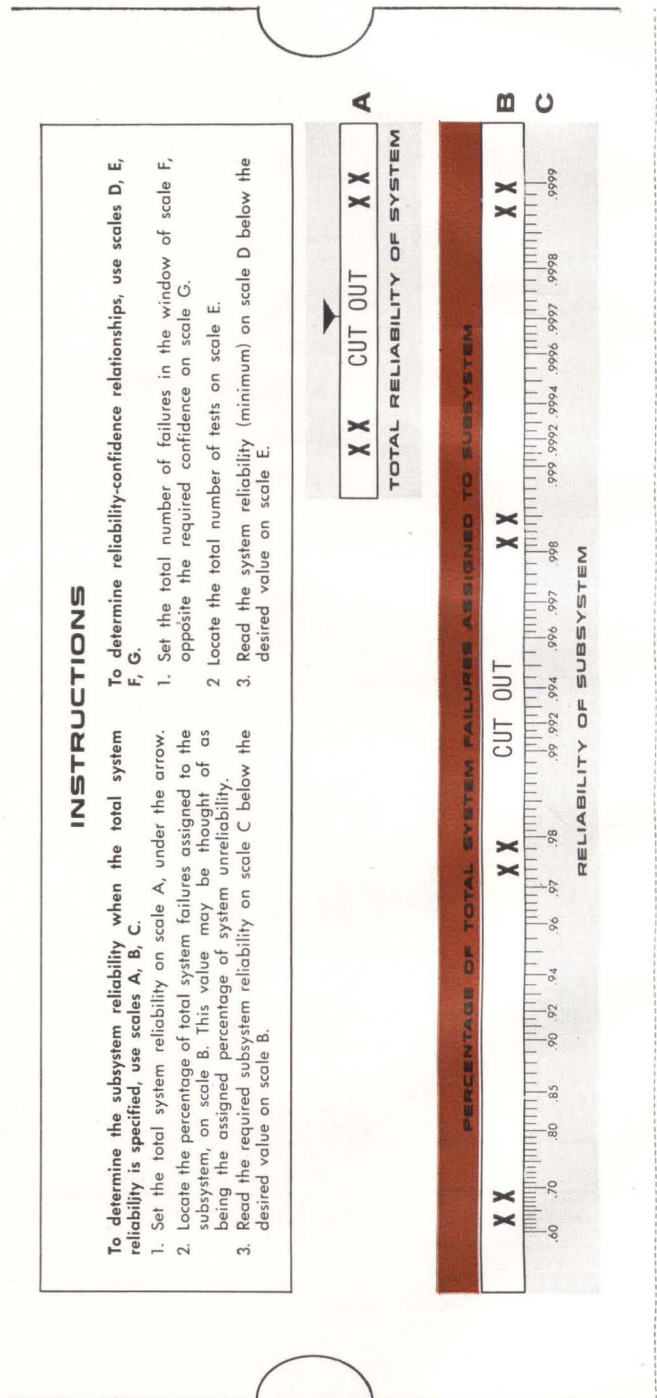 INSTRUCTIONS
To determine the subsystem reliability when the total system
reliability is specified, use scales A, B, C.
1. Set the total system reliability on scale A, under the arrow.
2. Locate the percentage of total system failures assigned to the
subsystem, on scale B. This value may be thought of as
being the assigned percentage of system unreliability.
3. Read the required subsystem reliability on scale C below the
desired value on scale B.
To determine reliability-confidence relationships, use scales D, E,
F, G.
1. Set the total number of failures in the window of scale F,
opposite the required confidence on scale G.
2 Locate the total number of tests on scale E.
3. Read the system reliability (minimum) on scale D below the
desired value on scale E.
XX CUT OUT XX A
TOTAL RELIABILITY OF SYSTEM
PERCENTAGE OF TOTAL SYSTEM FAILURES ASSIGNED TO SUBSYSTEM
XX XX CUT OUT XX XX B
C
.60 .70 .80 .85 .90 .92 .94 .96 .97 .98 .99 .992 .994 .996 .997 .998 .999 .9992 .9994 .9996 .9997 .9998 .9999
RELIABILITY OF SUBSYSTEM